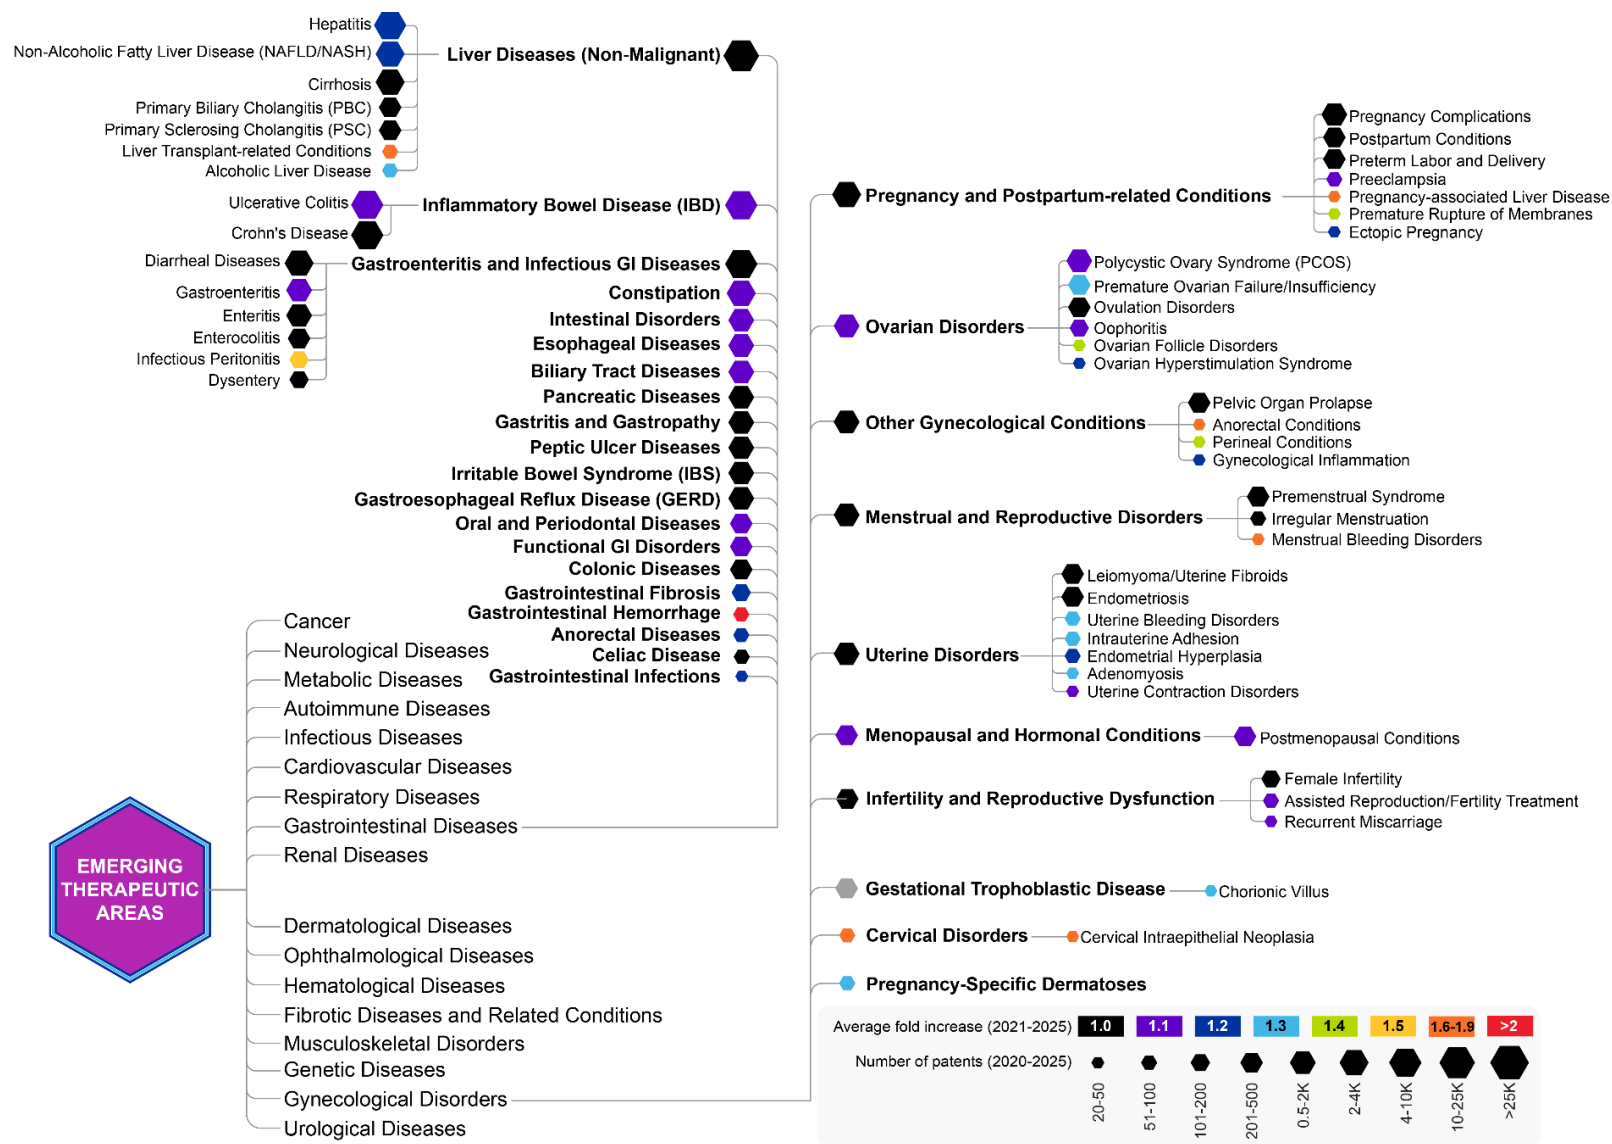 Hepatitis
Non-Alcoholic Fatty Liver Disease (NAFLD/NASH)
Cirrhosis
Primary Biliary Cholangitis (PBC)
Primary Sclerosing Cholangitis (PSC)
Liver Transplant-related Conditions
Alcoholic Liver Disease
Liver Diseases (Non-Malignant)
Ulcerative Colitis
Crohn's Disease
Inflammatory Bowel Disease (IBD)
Diarrheal Diseases
Gastroenteritis
Enteritis
Enterocolitis
Infectious Peritonitis
Dysentery
Gastroenteritis and Infectious GI Diseases
Constipation
Intestinal Disorders
Esophageal Diseases
Biliary Tract Diseases
Pancreatic Diseases
Gastritis and Gastropathy
Peptic Ulcer Diseases
Irritable Bowel Syndrome (IBS)
Gastroesophageal Reflux Disease (GERD)
Oral and Periodontal Diseases
Functional GI Disorders
Colonic Diseases
Gastrointestinal Fibrosis
Gastrointestinal Hemorrhage
Anorectal Diseases
Celiac Disease
Gastrointestinal Infections
EMERGING
THERAPEUTIC
AREAS
Cancer
Neurological Diseases
Metabolic Diseases
Autoimmune Diseases
Infectious Diseases
Cardiovascular Diseases
Respiratory Diseases
Gastrointestinal Diseases
Renal Diseases
Dermatological Diseases
Ophthalmological Diseases
Hematological Diseases
Fibrotic Diseases and Related Conditions
Musculoskeletal Disorders
Genetic Diseases
Gynecological Disorders
Urological Diseases
Pregnancy and Postpartum-related Conditions
Pregnancy Complications
Postpartum Conditions
Preterm Labor and Delivery
Preeclampsia
Pregnancy-associated Liver Disease
Premature Rupture of Membranes
Ectopic Pregnancy
Ovarian Disorders
Polycystic Ovary Syndrome (PCOS)
Premature Ovarian Failure/Insufficiency
Ovulation Disorders
Oophoritis
Ovarian Follicle Disorders
Ovarian Hyperstimulation Syndrome
Other Gynecological Conditions
Pelvic Organ Prolapse
Anorectal Conditions
Perineal Conditions
Gynecological Inflammation
Menstrual and Reproductive Disorders
Premenstrual Syndrome
Irregular Menstruation
Menstrual Bleeding Disorders
Uterine Disorders
Leiomyoma/Uterine Fibroids
Endometriosis
Uterine Bleeding Disorders
Intrauterine Adhesion
Endometrial Hyperplasia
Adenomyosis
Uterine Contraction Disorders
Menopausal and Hormonal Conditions
Postmenopausal Conditions
Infertility and Reproductive Dysfunction
Female Infertility
Assisted Reproduction/Fertility Treatment
Recurrent Miscarriage
Gestational Trophoblastic Disease
Chorionic Villus
Cervical Disorders
Cervical Intraepithelial Neoplasia
Pregnancy-Specific Dermatoses
Average fold increase (2021-2025) 1.0 1.1 1.2 1.3 1.4 1.5 1.6-1.9 >2
Number of patents (2020-2025)
20-50 51-100 101-200 201-500 0.5-2K 2-4K 4-10K 10-25K >25K